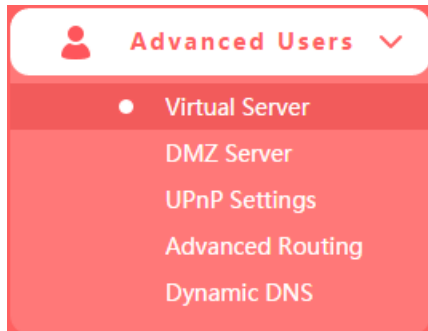 Advanced Users
Virtual Server
DMZ Server
UPnP Settings
Advanced Routing
Dynamic DNS